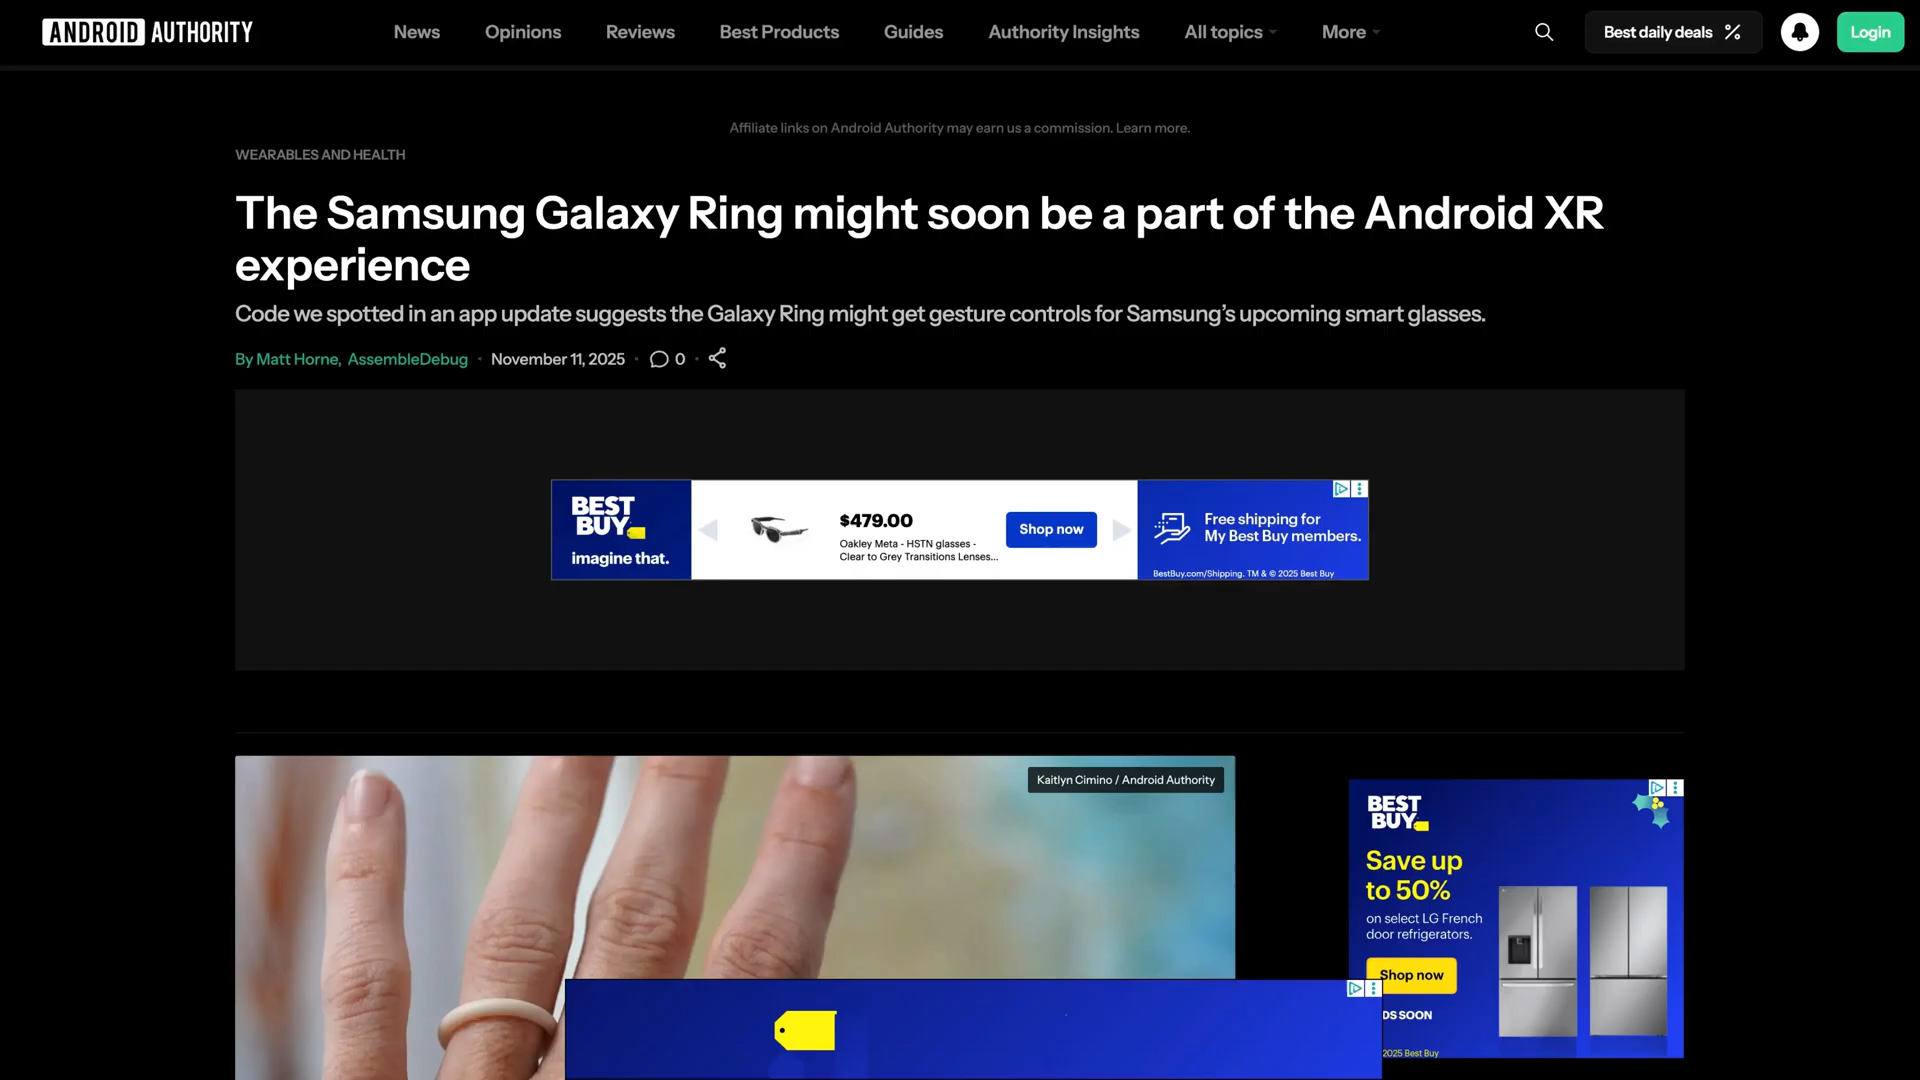 ANDROID AUTHORITY
News
Opinions
Reviews
Best Products
Guides
Authority Insights
All topics
More
Best daily deals
Login
Affiliate links on Android Authority may earn us a commission. Learn more.
WEARABLES AND HEALTH
The Samsung Galaxy Ring might soon be a part of the Android XR
experience
Code we spotted in an app update suggests the Galaxy Ring might get gesture controls for Samsung’s upcoming smart glasses.
By Matt Horne, AssembleDebug · November 11, 2025 · 0
BEST
BUY
imagine that.
$479.00
Oakley Meta - HSTN glasses -
Clear to Grey Transitions Lenses...
Shop now
Free shipping for
My Best Buy members.
BestBuy.com/Shipping. TM & © 2025 Best Buy
Kaitlyn Cimino / Android Authority
BEST
BUY
Save up
to 50%
on select LG French
door refrigerators.
Shop now
DS SOON
2025 Best Buy